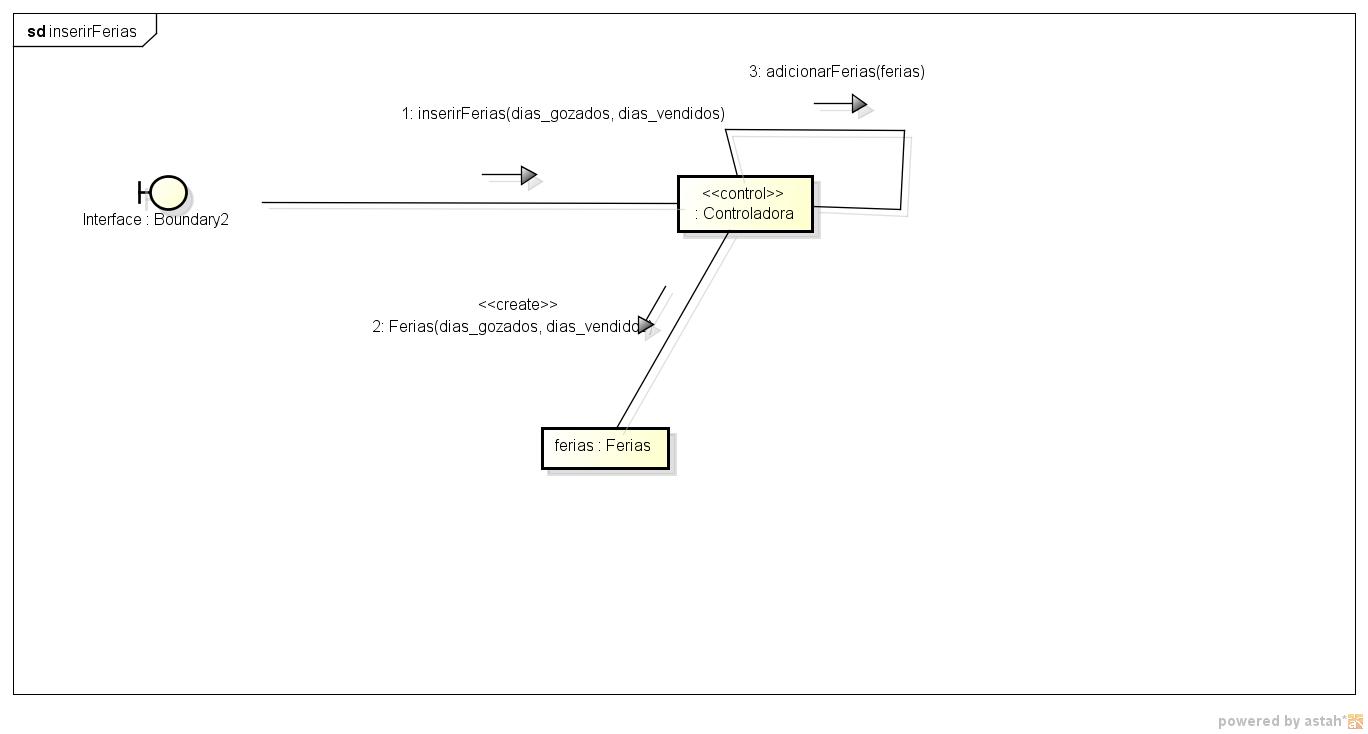 sd inserirFerias
3: adicionarFerias(ferias)
1: inserirFerias(dias_gozados, dias_vendidos)
<<control>>
: Controladora
Interface : Boundary2
<<create>>
2: Ferias(dias_gozados, dias_vendidos)
ferias : Ferias
powered by astah*